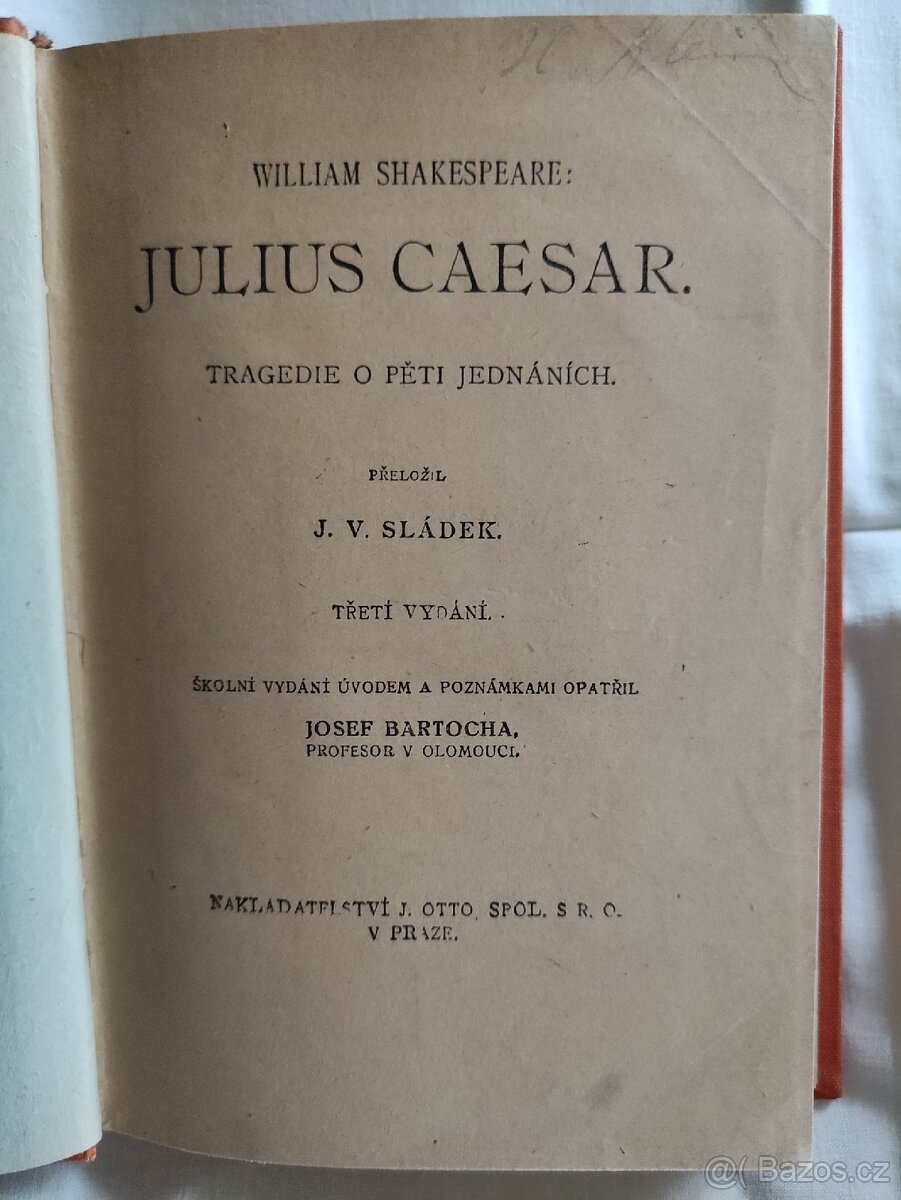 WILLIAM SHAKESPEARE:
JULIUS CAESAR.
TRAGEDIE O PĚTI JEDNÁNÍCH.
PŘELOŽIL
J. V. SLÁDEK.
TŘETÍ VYDÁNÍ.
ŠKOLNÍ VYDÁNÍ ÚVODEM A POZNÁMKAMI OPATŘIL
JOSEF BARTOCHA,
PROFESOR V OLOMOUCI.
NAKLADATELSTVÍ J. OTTO, SPOL. S R. O.
V PRAZE.
@( Bazos.cz